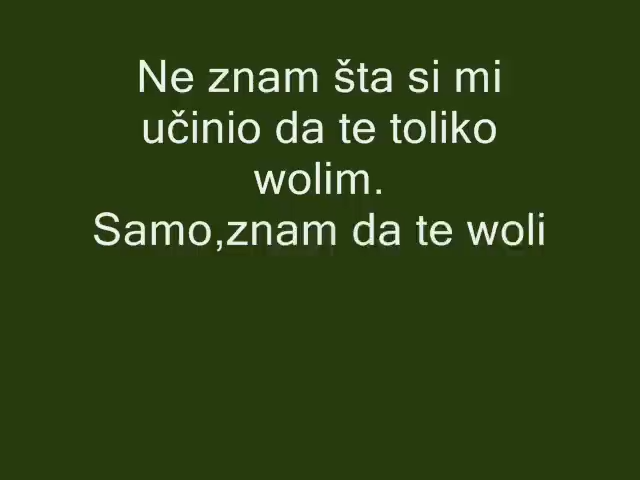 Ne znam šta si mi
učinio da te toliko
wolim.
Samo,znam da te woli